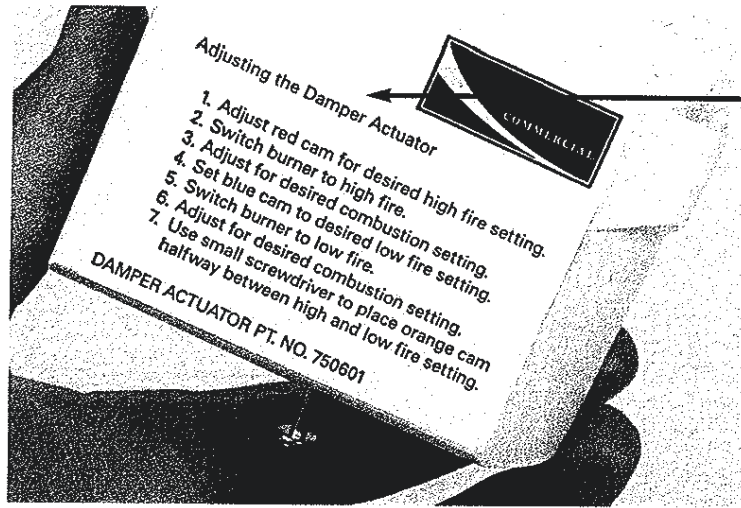 Adjusting the Damper Actuator
COMMERCIAL
1. Adjust red cam for desired high fire setting.
2. Switch burner to high fire.
3. Adjust for desired combustion setting.
4. Set blue cam to desired low fire setting.
5. Switch burner to low fire.
6. Adjust for desired combustion setting.
7. Use small screwdriver to place orange cam
halfway between high and low fire setting.
DAMPER ACTUATOR PT. NO. 750601